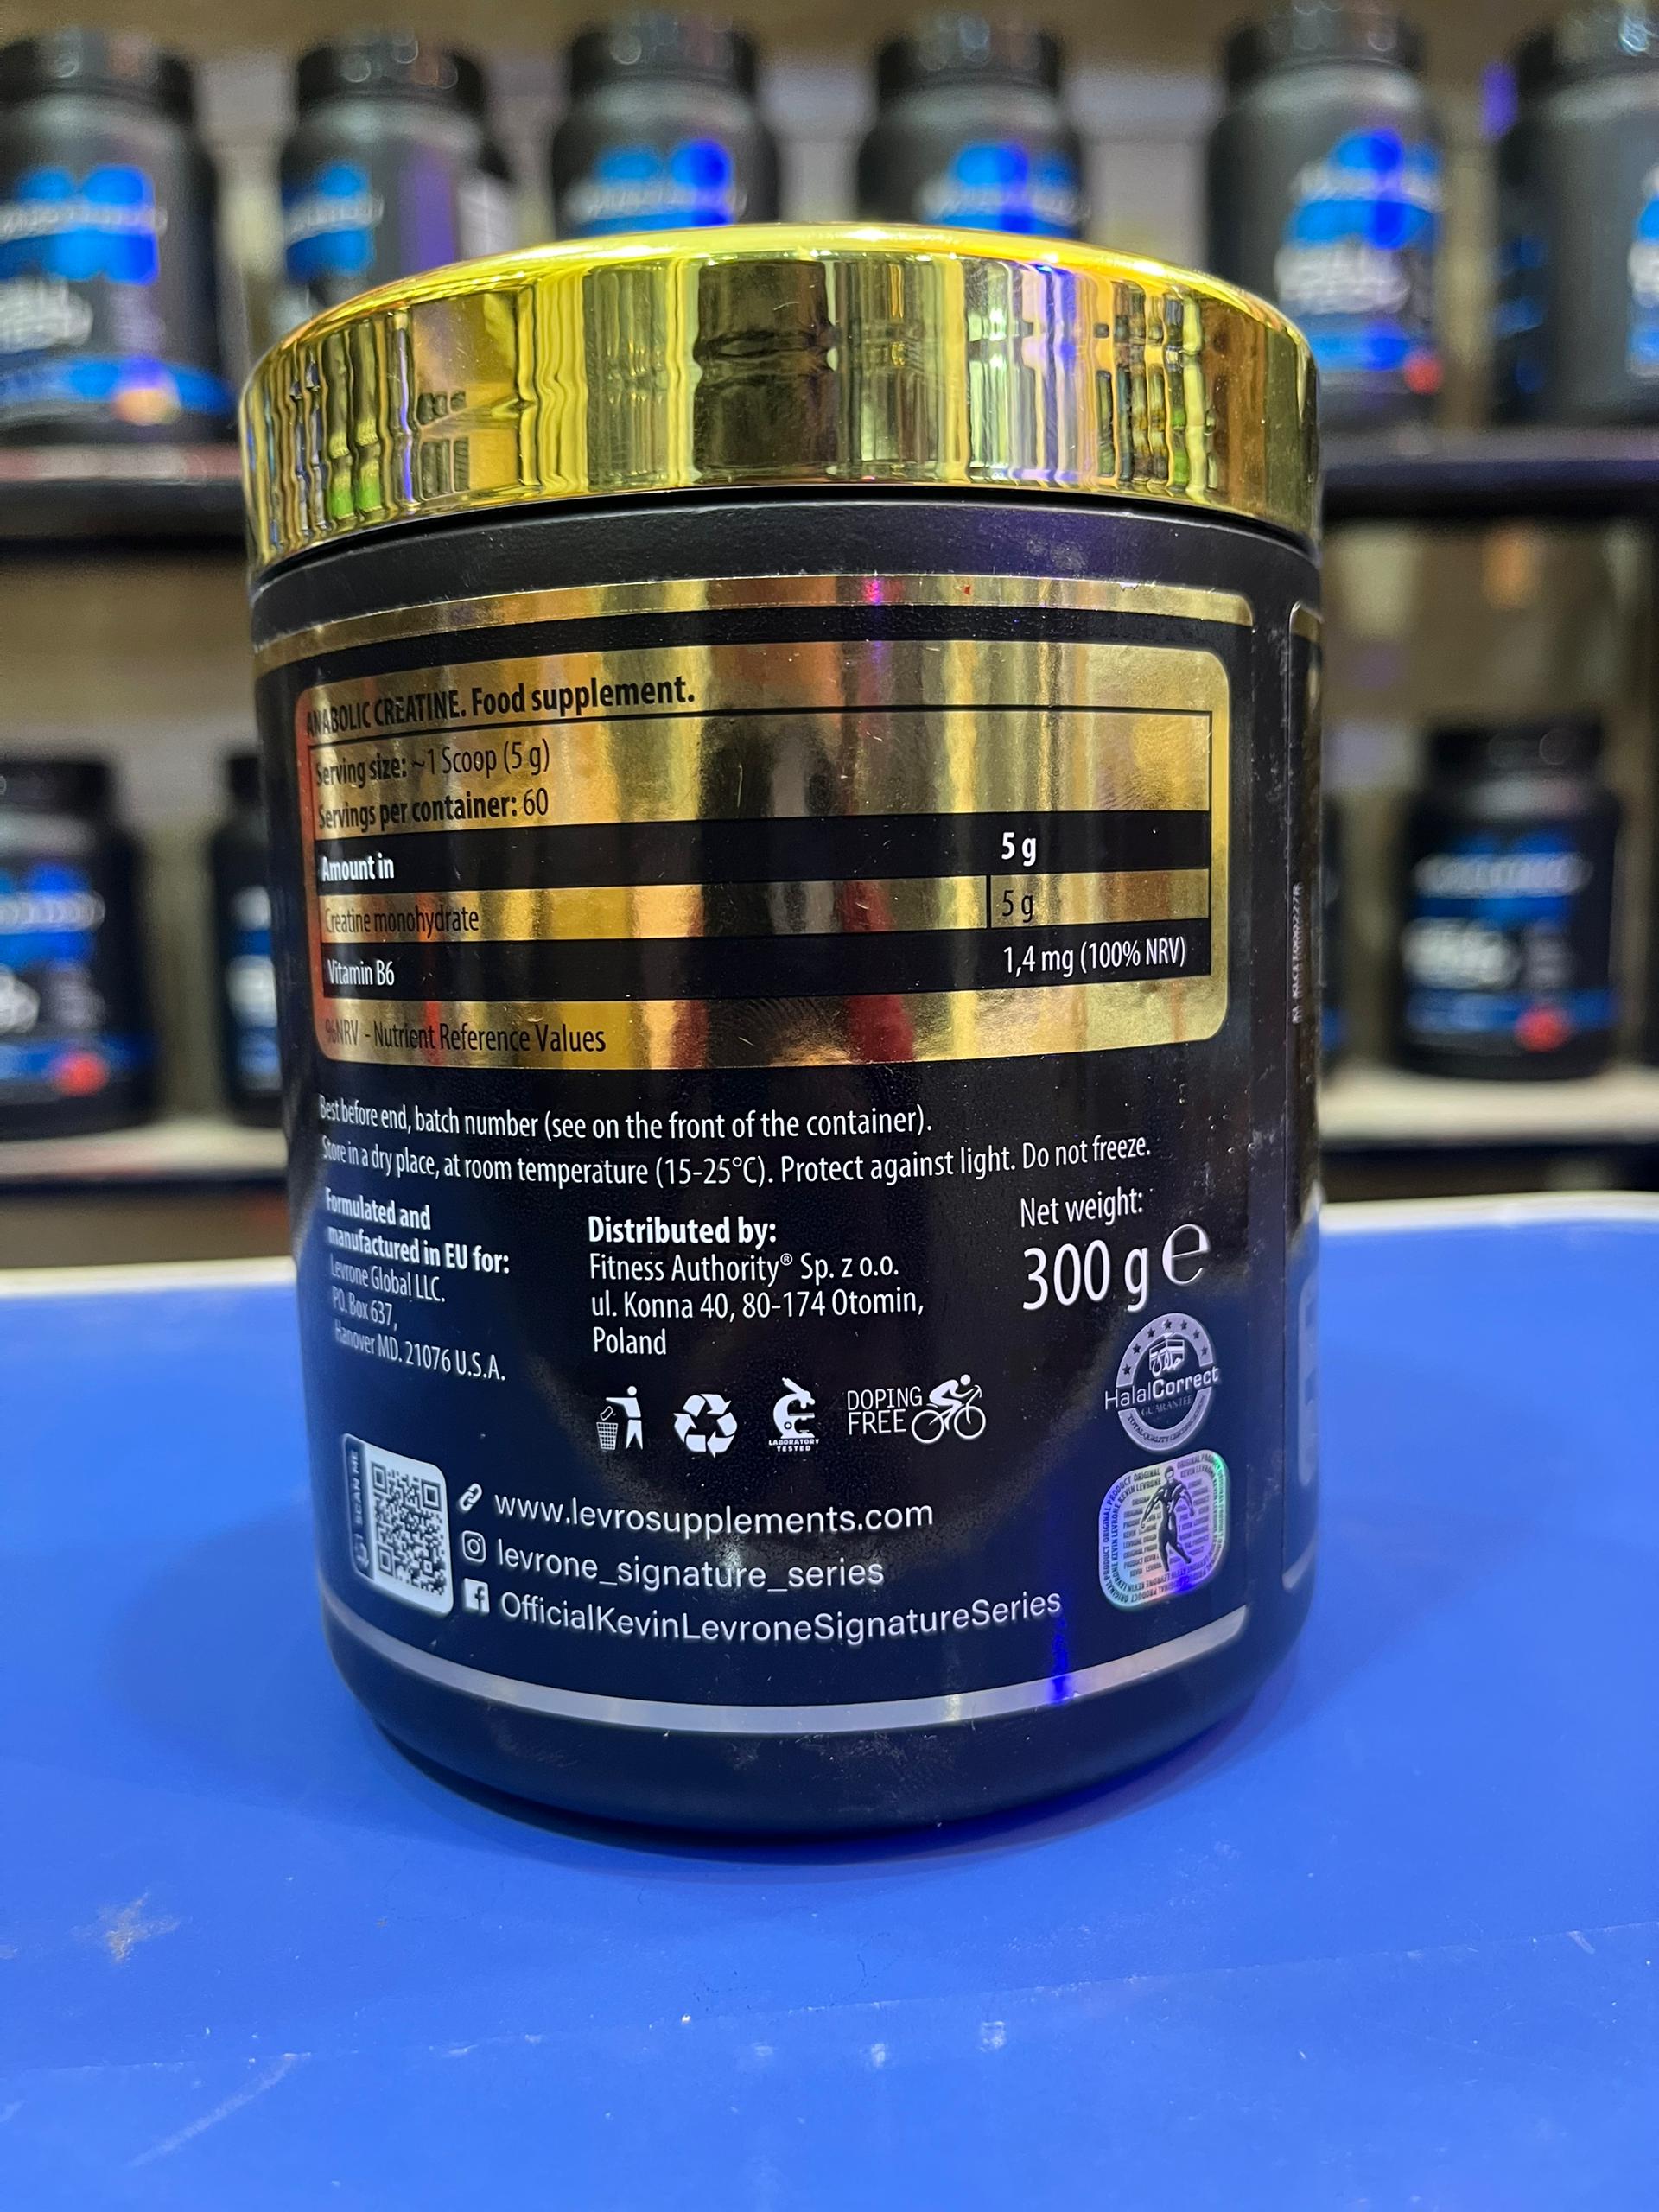 ANABOLIC CREATINE. Food supplement.
Serving size: ~1 Scoop (5 g)
Servings per container: 60
Amount in 5 g
Creatine monohydrate 5 g
Vitamin B6 1,4 mg (100% NRV)
%NRV - Nutrient Reference Values
Best before end, batch number (see on the front of the container).
Store in a dry place, at room temperature (15-25°C). Protect against light. Do not freeze.
Formulated and
manufactured in EU for:
Levrone Global LLC.
P.O. Box 637,
Hanover MD. 21076 U.S.A.
Distributed by:
Fitness Authority® Sp. z o.o.
ul. Konna 40, 80-174 Otomin,
Poland
Net weight:
300 g ℮
LABORATORY
TESTED
DOPING
FREE
HalalCorrect
GUARANTEE
SCAN ME
www.levrosupplements.com
levrone_signature_series
OfficialKevinLevroneSignatureSeries